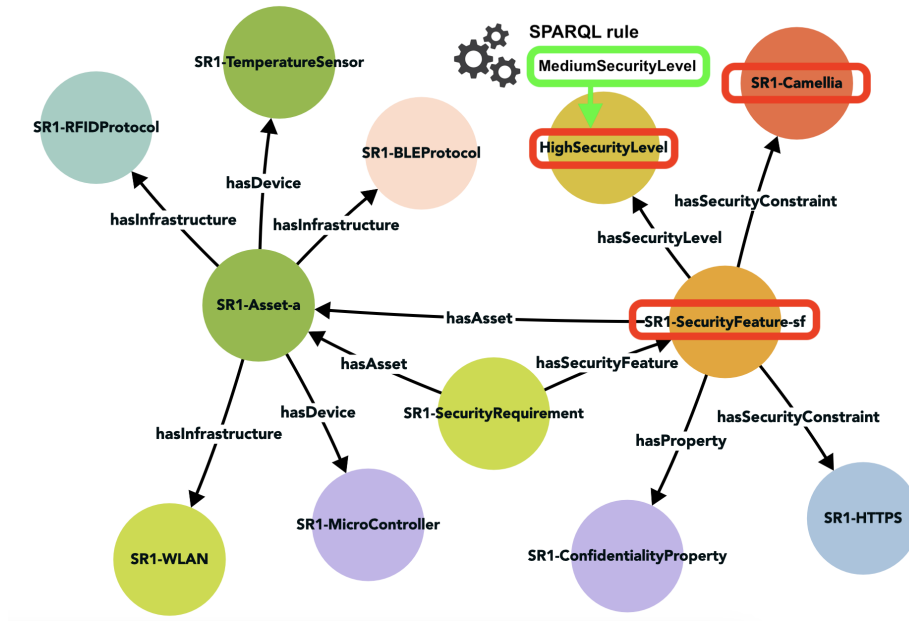 SPARQL rule
MediumSecurityLevel
SR1-TemperatureSensor
SR1-Camellia
SR1-RFIDProtocol
SR1-BLEProtocol
HighSecurityLevel
hasDevice
hasInfrastructure
hasInfrastructure
hasSecurityConstraint
hasSecurityLevel
SR1-Asset-a
hasAsset
SR1-SecurityFeature-sf
hasAsset
hasSecurityFeature
hasDevice
SR1-SecurityRequirement
hasSecurityConstraint
hasInfrastructure
hasProperty
SR1-MicroController
SR1-HTTPS
SR1-WLAN
SR1-ConfidentialityProperty